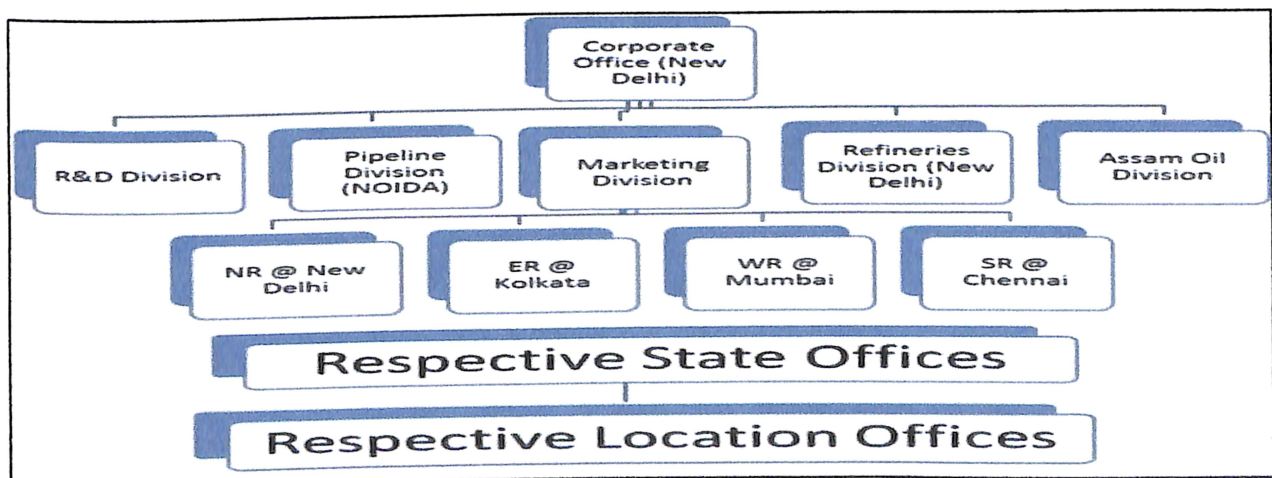 Corporate
Office (New
Delhi)
R&D Division
Pipeline
Division
(NOIDA)
Marketing
Division
Refineries
Division (New
Delhi)
Assam Oil
Division
NR @ New
Delhi
ER @
Kolkata
WR @
Mumbai
SR @
Chennai
Respective State Offices
Respective Location Offices